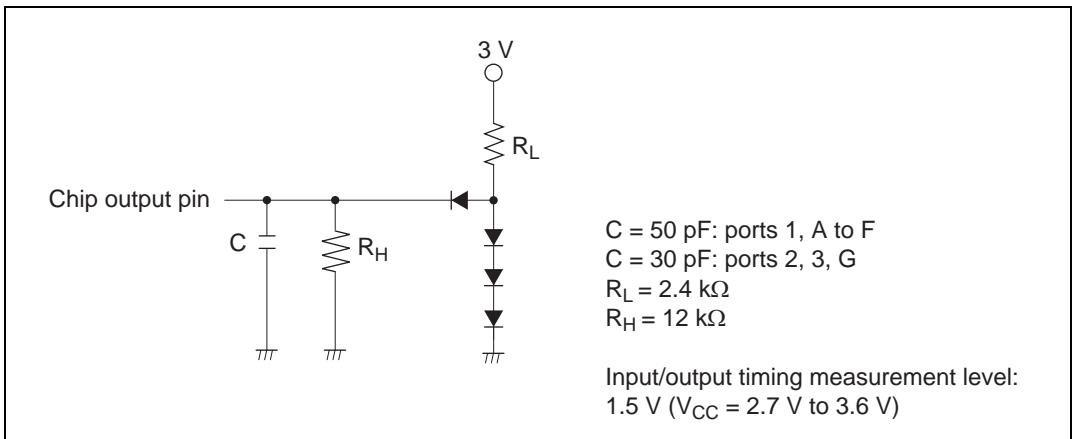 3 V
R_L
Chip output pin
C
R_H
C = 50 pF: ports 1, A to F
C = 30 pF: ports 2, 3, G
R_L = 2.4 kΩ
R_H = 12 kΩ
Input/output timing measurement level:
1.5 V (V_CC = 2.7 V to 3.6 V)